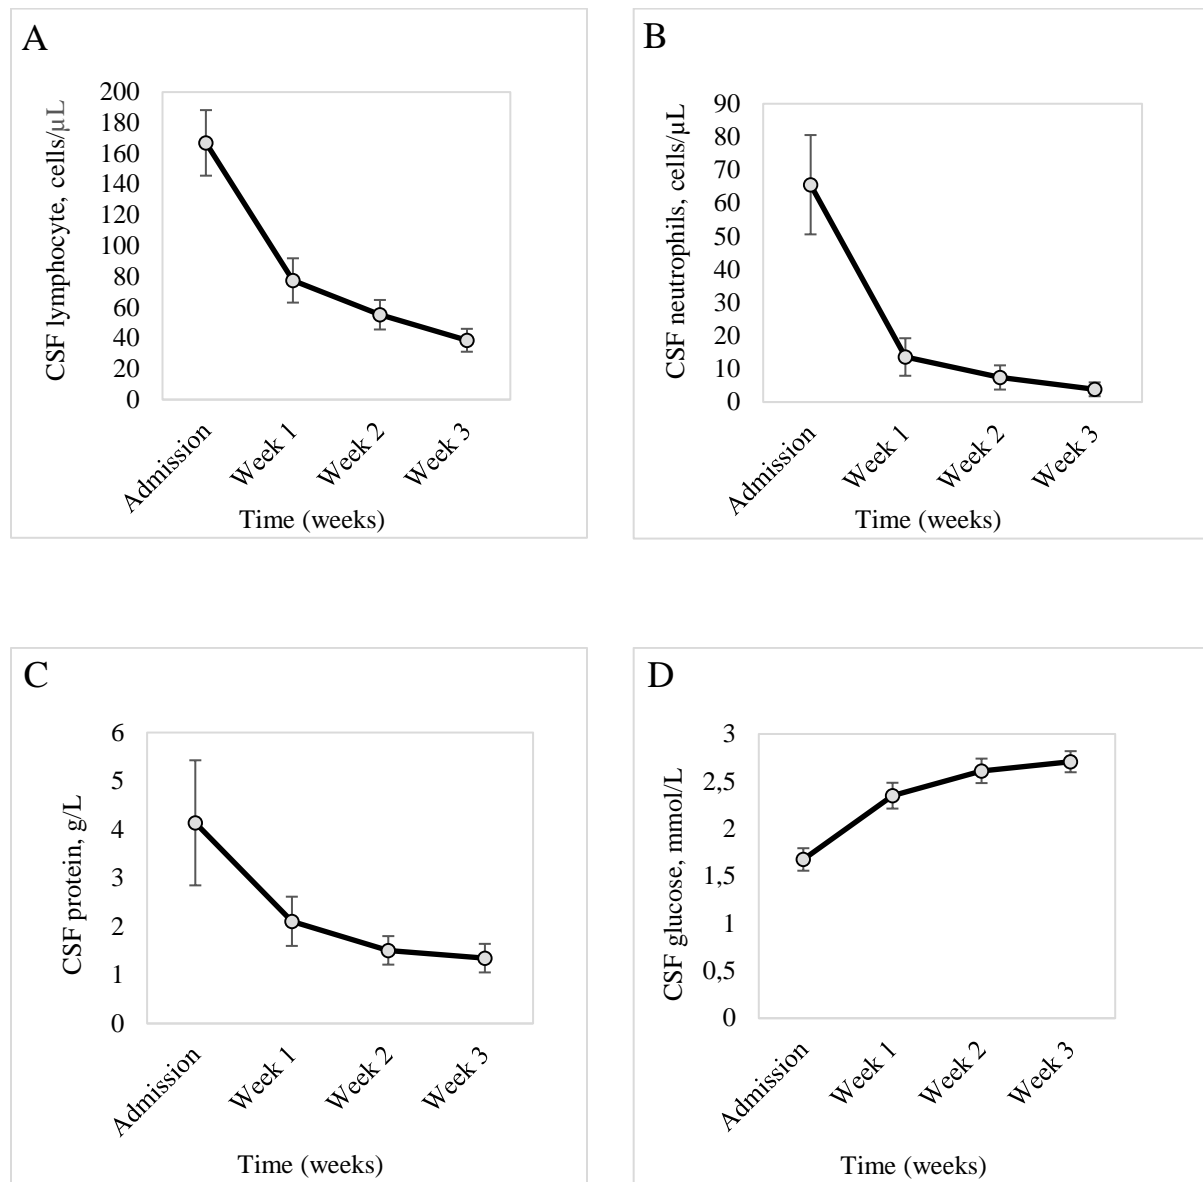 A
CSF lymphocyte, cells/µL
200
180
160
140
120
100
80
60
40
20
0
Admission
Week 1
Week 2
Week 3
Time (weeks)
B
CSF neutrophils, cells/µL
90
80
70
60
50
40
30
20
10
0
Admission
Week 1
Week 2
Week 3
Time (weeks)
C
CSF protein, g/L
6
5
4
3
2
1
0
Admission
Week 1
Week 2
Week 3
Time (weeks)
D
CSF glucose, mmol/L
3
2,5
2
1,5
1
0,5
0
Admission
Week 1
Week 2
Week 3
Time (weeks)